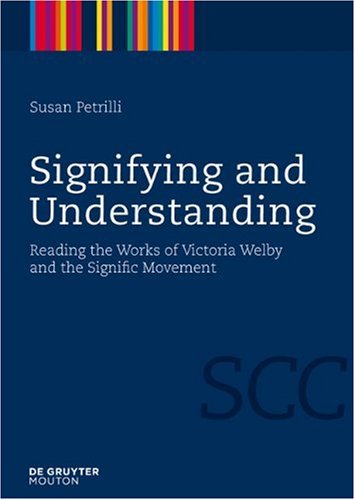 Susan Petrilli
Signifying and
Understanding
Reading the Works of Victoria Welby
and the Signific Movement
SCC
DE GRUYTER
MOUTON